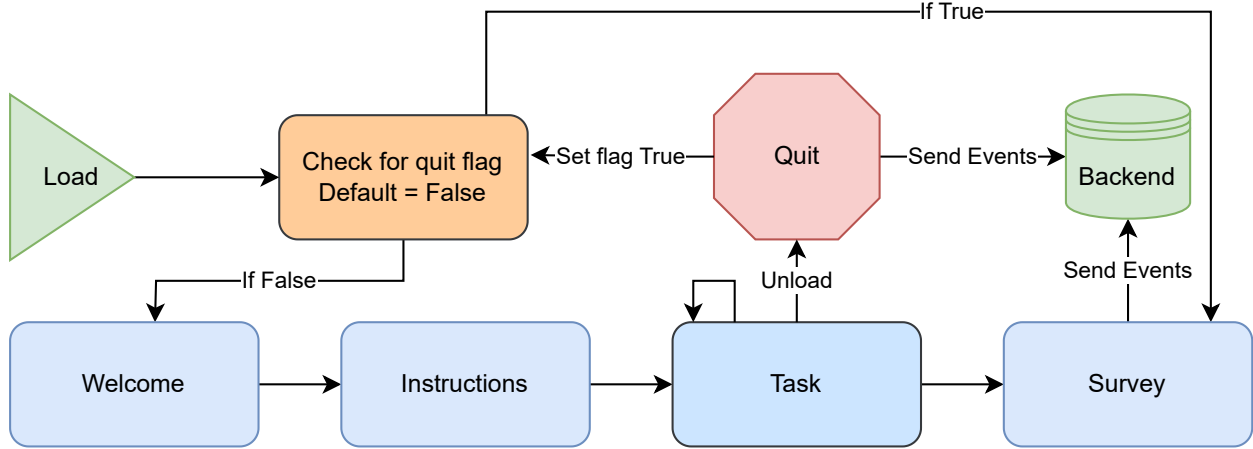 If True
Load
Check for quit flag
Default = False
Set flag True
Quit
Send Events
Backend
If False
Unload
Send Events
Welcome
Instructions
Task
Survey